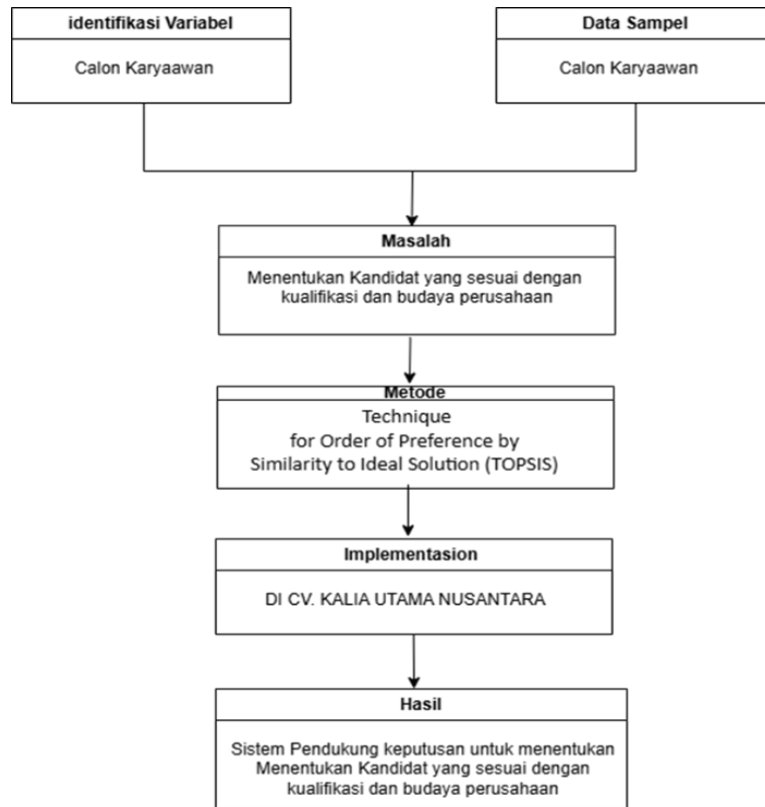 identifikasi Variabel
Calon Karyaawan
Data Sampel
Calon Karyaawan
Masalah
Menentukan Kandidat yang sesuai dengan
kualifikasi dan budaya perusahaan
Metode
Technique
for Order of Preference by
Similarity to Ideal Solution (TOPSIS)
Implementasion
DI CV. KALIA UTAMA NUSANTARA
Hasil
Sistem Pendukung keputusan untuk menentukan
Menentukan Kandidat yang sesuai dengan
kualifikasi dan budaya perusahaan